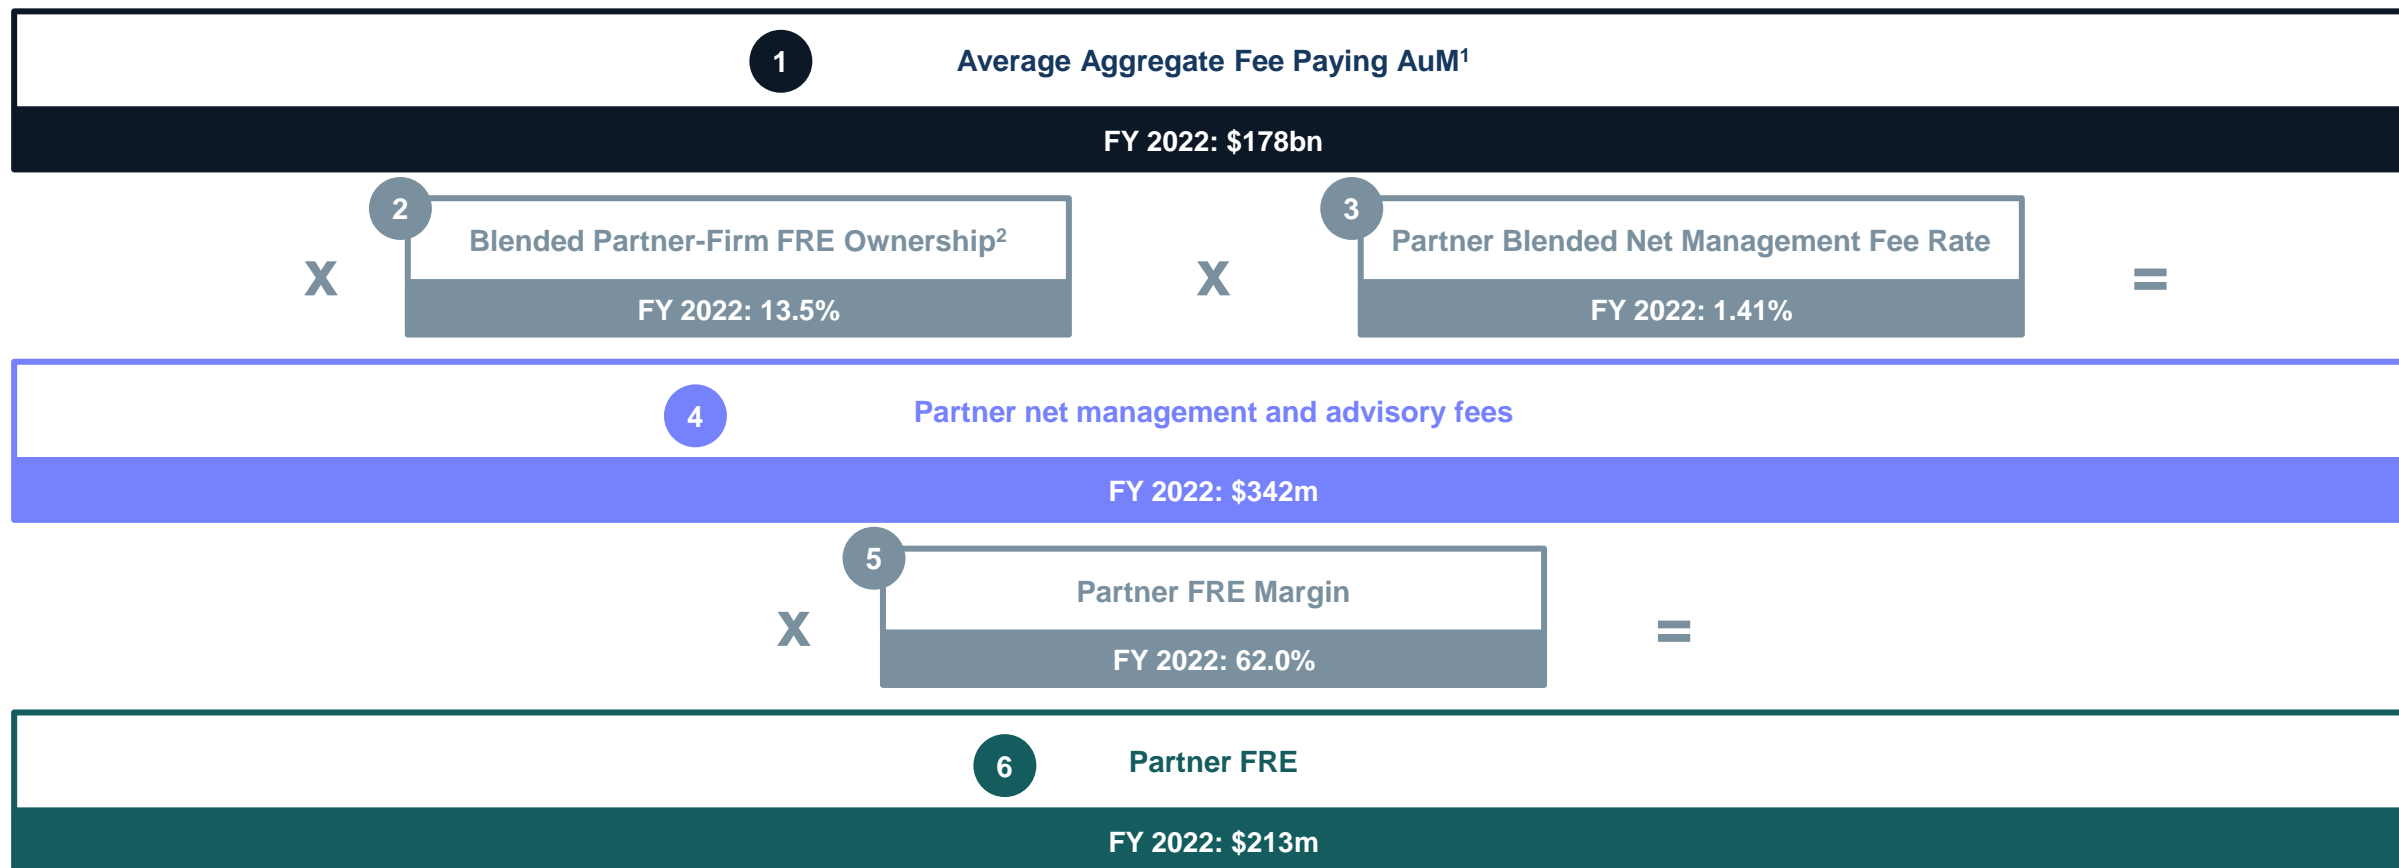 1 Average Aggregate Fee Paying AuM¹
FY 2022: $178bn
2 3
Blended Partner-Firm FRE Ownership² Partner Blended Net Management Fee Rate
x x =
FY 2022: 13.5% FY 2022: 1.41%
4 Partner net management and advisory fees
FY 2022: $342m
5
Partner FRE Margin
x =
FY 2022: 62.0%
6 Partner FRE
FY 2022: $213m